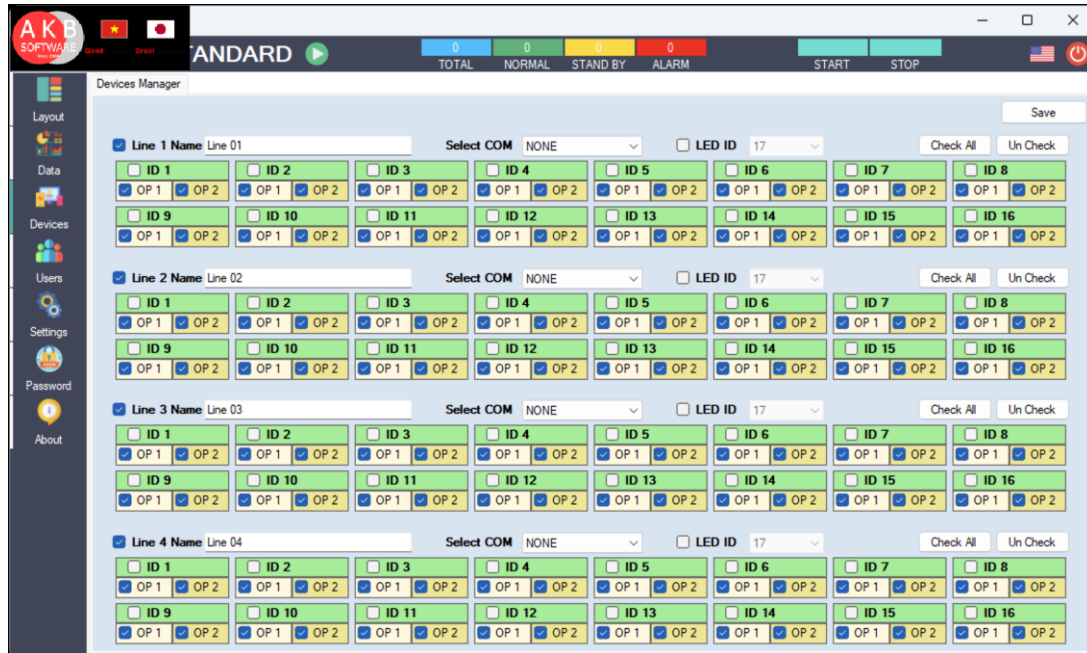 AKB
SOFTWARE
Since 2006
Good
Great
TANDARD
0 0 0 0
TOTAL NORMAL STAND BY ALARM START STOP
Layout
Data
Devices
Users
Settings
Password
About
Devices Manager
Save
Line 1 Name Line 01 Select COM NONE LED ID 17 Check All Un Check
ID 1 ID 2 ID 3 ID 4 ID 5 ID 6 ID 7 ID 8
OP 1 OP 2 OP 1 OP 2 OP 1 OP 2 OP 1 OP 2 OP 1 OP 2 OP 1 OP 2 OP 1 OP 2 OP 1 OP 2
ID 9 ID 10 ID 11 ID 12 ID 13 ID 14 ID 15 ID 16
OP 1 OP 2 OP 1 OP 2 OP 1 OP 2 OP 1 OP 2 OP 1 OP 2 OP 1 OP 2 OP 1 OP 2 OP 1 OP 2
Line 2 Name Line 02 Select COM NONE LED ID 17 Check All Un Check
ID 1 ID 2 ID 3 ID 4 ID 5 ID 6 ID 7 ID 8
OP 1 OP 2 OP 1 OP 2 OP 1 OP 2 OP 1 OP 2 OP 1 OP 2 OP 1 OP 2 OP 1 OP 2 OP 1 OP 2
ID 9 ID 10 ID 11 ID 12 ID 13 ID 14 ID 15 ID 16
OP 1 OP 2 OP 1 OP 2 OP 1 OP 2 OP 1 OP 2 OP 1 OP 2 OP 1 OP 2 OP 1 OP 2 OP 1 OP 2
Line 3 Name Line 03 Select COM NONE LED ID 17 Check All Un Check
ID 1 ID 2 ID 3 ID 4 ID 5 ID 6 ID 7 ID 8
OP 1 OP 2 OP 1 OP 2 OP 1 OP 2 OP 1 OP 2 OP 1 OP 2 OP 1 OP 2 OP 1 OP 2 OP 1 OP 2
ID 9 ID 10 ID 11 ID 12 ID 13 ID 14 ID 15 ID 16
OP 1 OP 2 OP 1 OP 2 OP 1 OP 2 OP 1 OP 2 OP 1 OP 2 OP 1 OP 2 OP 1 OP 2 OP 1 OP 2
Line 4 Name Line 04 Select COM NONE LED ID 17 Check All Un Check
ID 1 ID 2 ID 3 ID 4 ID 5 ID 6 ID 7 ID 8
OP 1 OP 2 OP 1 OP 2 OP 1 OP 2 OP 1 OP 2 OP 1 OP 2 OP 1 OP 2 OP 1 OP 2 OP 1 OP 2
ID 9 ID 10 ID 11 ID 12 ID 13 ID 14 ID 15 ID 16
OP 1 OP 2 OP 1 OP 2 OP 1 OP 2 OP 1 OP 2 OP 1 OP 2 OP 1 OP 2 OP 1 OP 2 OP 1 OP 2